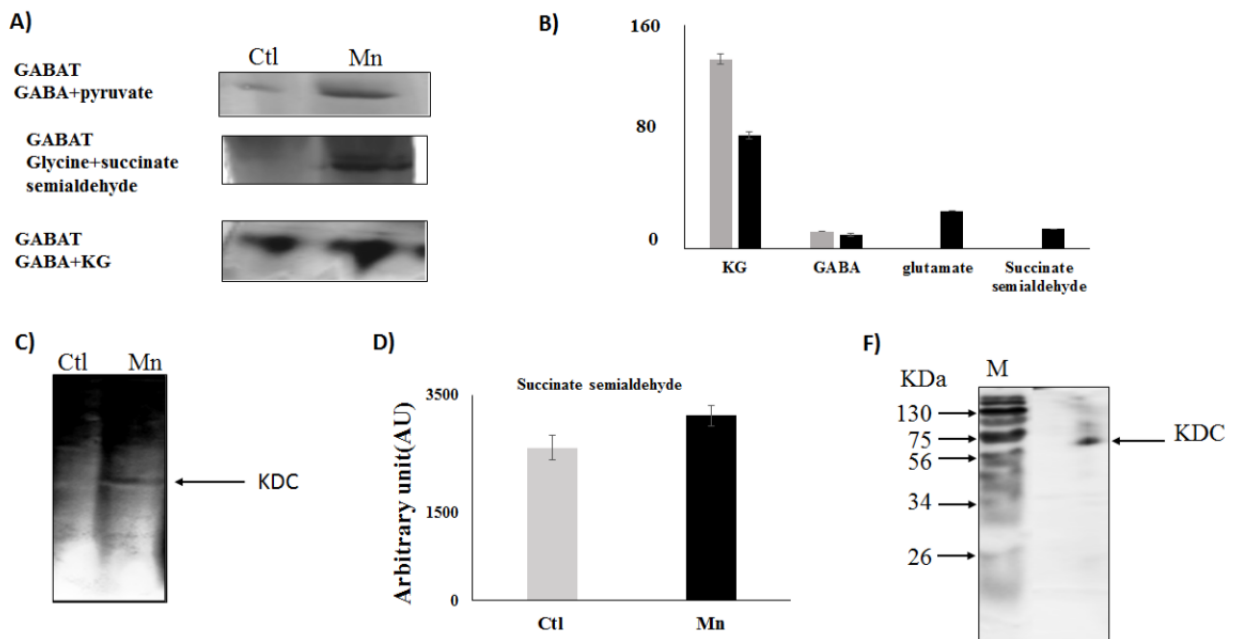 A)
Ctl Mn
GABAT
GABA+pyruvate
GABAT
Glycine+succinate
semialdehyde
GABAT
GABA+KG
B)
160
80
0
KG GABA glutamate Succinate
semialdehyde
C)
Ctl Mn
KDC
D)
Succinate semialdehyde
3500
1500
0
Arbitrary unit(AU)
Ctl Mn
F)
KDa M
130
75
56
34
26
KDC